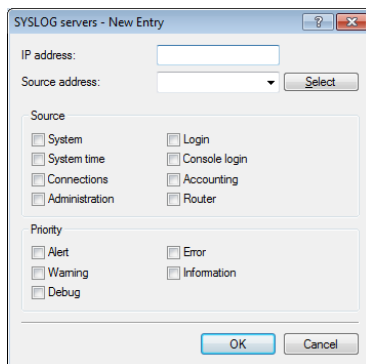 SYSLOG servers - New Entry
IP address:
Source address:
Select
Source
System
Login
System time
Console login
Connections
Accounting
Administration
Router
Priority
Alert
Error
Warning
Information
Debug
OK
Cancel